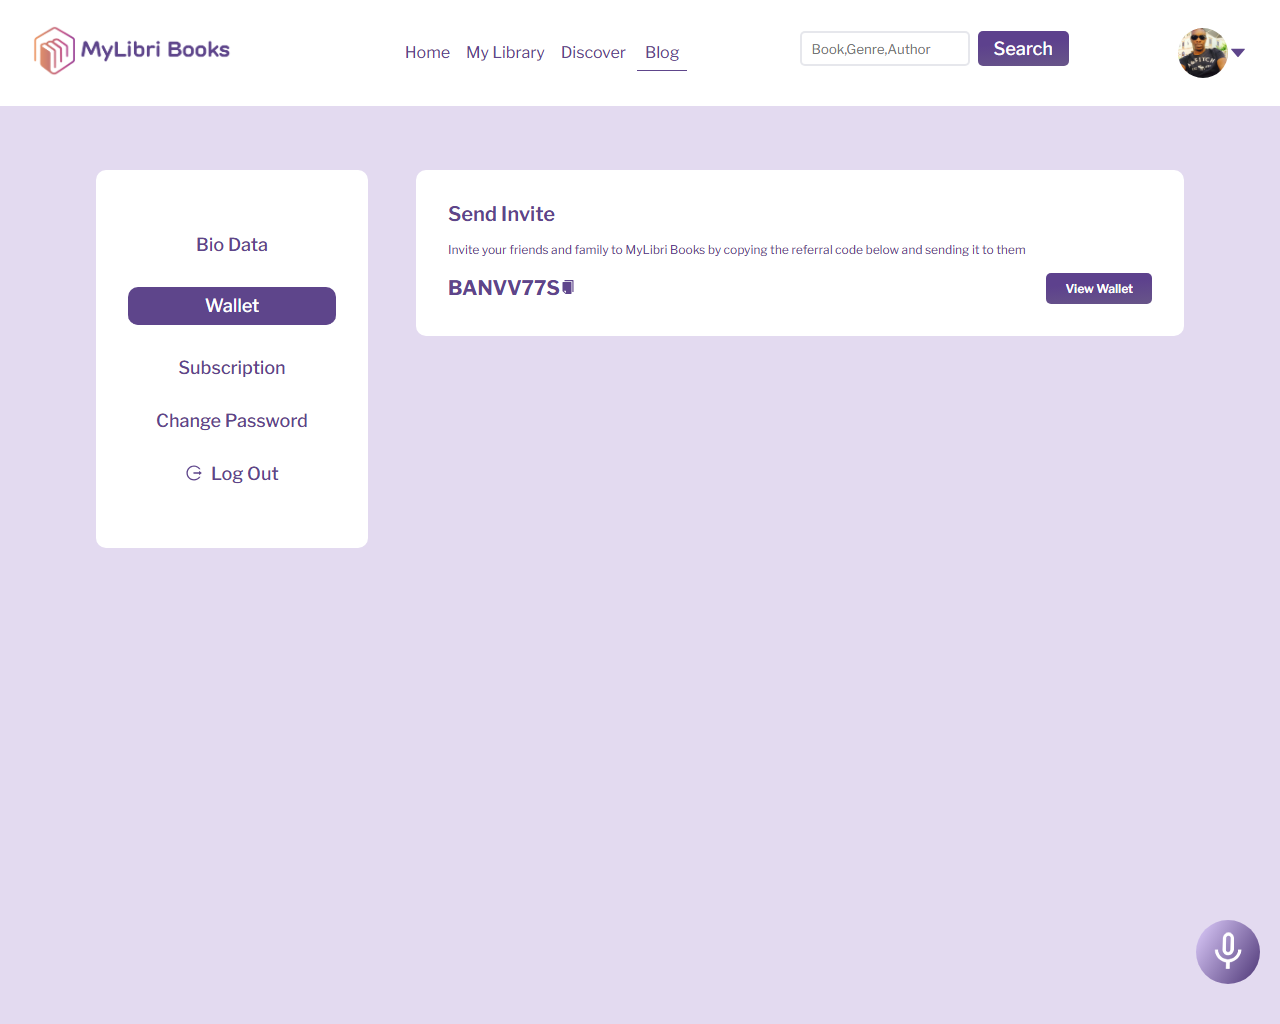 MyLibri Books
Home My Library Discover Blog
Book,Genre,Author
Search
Bio Data
Wallet
Subscription
Change Password
Log Out
Send Invite
Invite your friends and family to MyLibri Books by copying the referral code below and sending it to them
BANVV77S
View Wallet